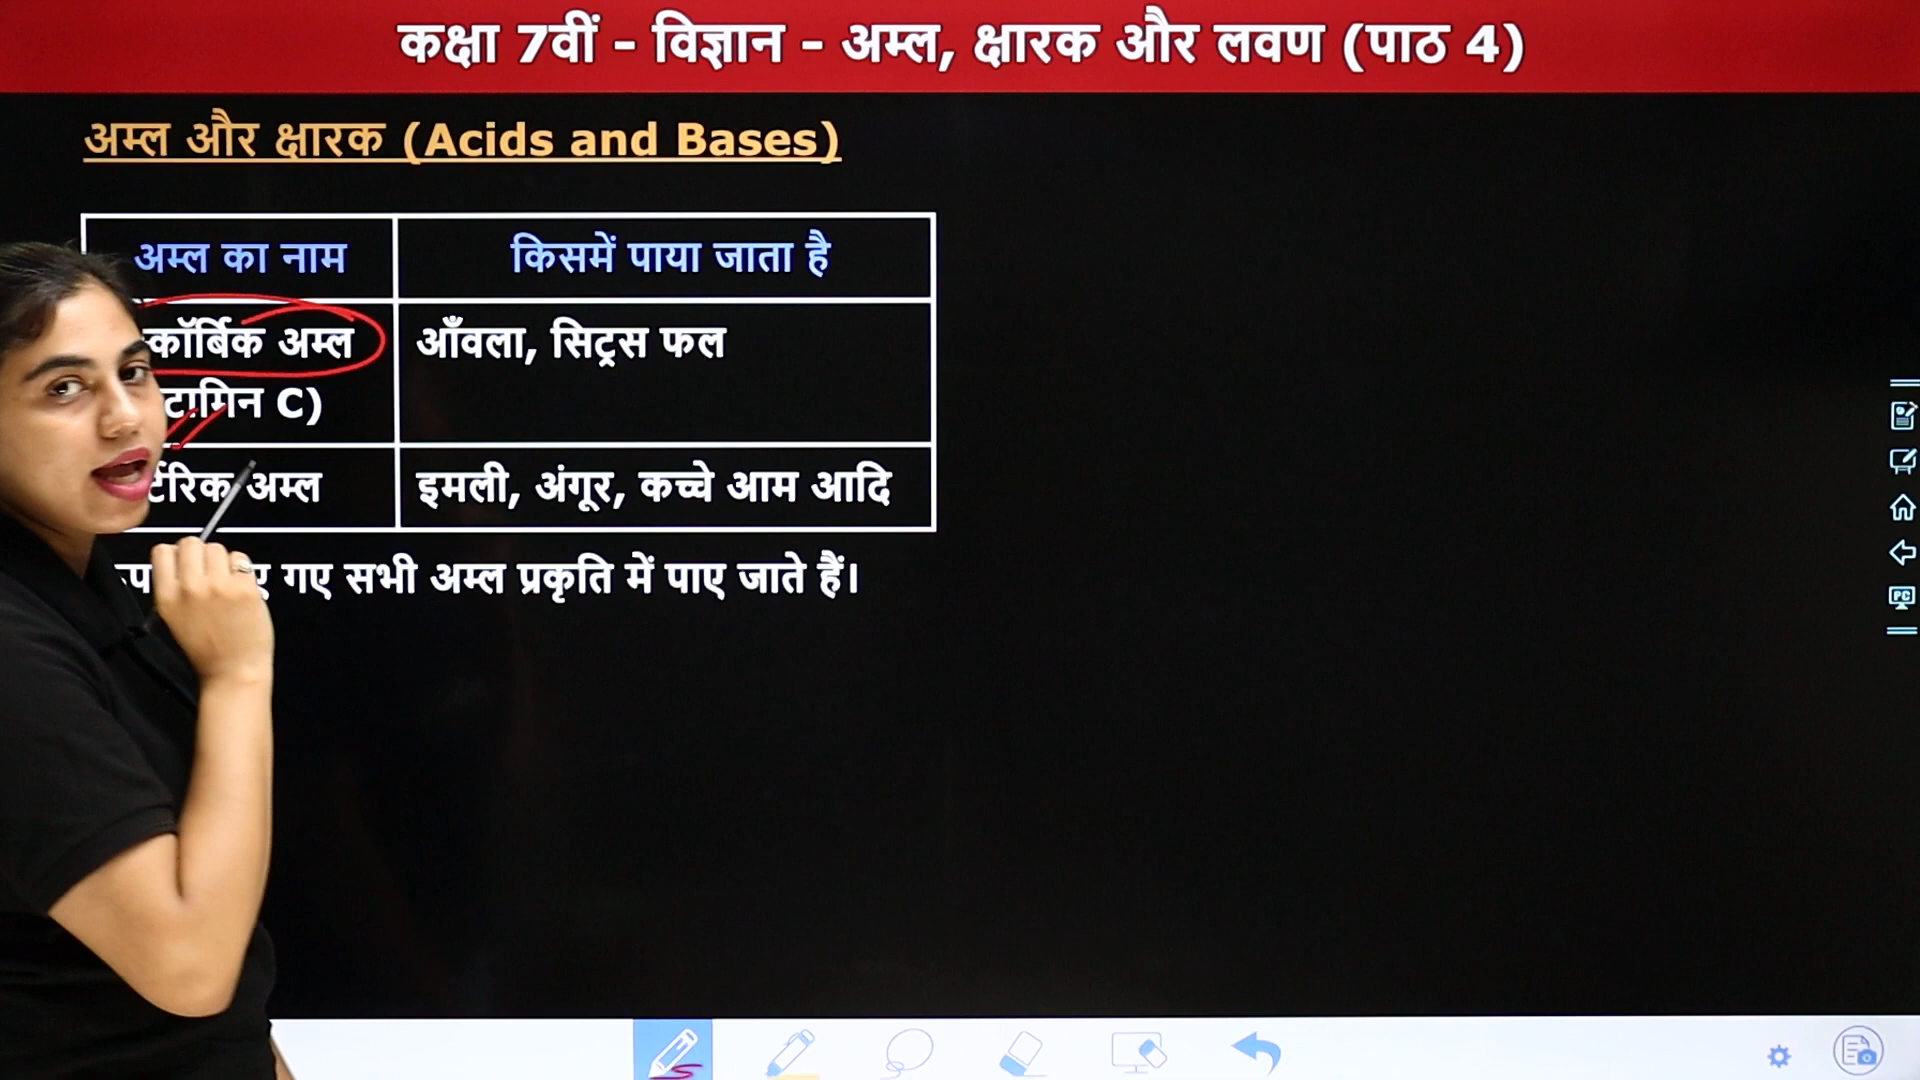 कक्षा 7वीं - विज्ञान - अम्ल, क्षारक और लवण (पाठ 4)
अम्ल और क्षारक (Acids and Bases)
अम्ल का नाम किसमें पाया जाता है
अम्ल आँवला, सिट्रस फल
C)
अम्ल इमली, अंगूर, कच्चे आम आदि
गए सभी अम्ल प्रकृति में पाए जाते हैं।
PC